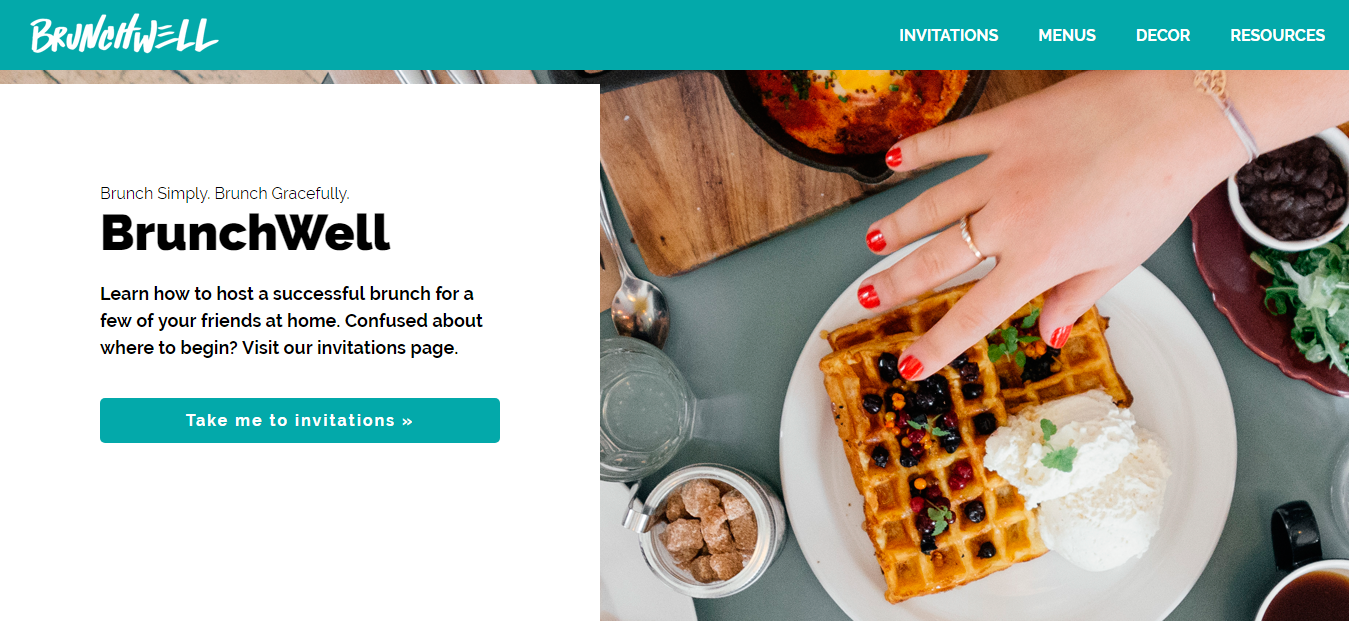 BRUNCHWELL
INVITATIONS MENUS DECOR RESOURCES
Brunch Simply. Brunch Gracefully.
BrunchWell
Learn how to host a successful brunch for a
few of your friends at home. Confused about
where to begin? Visit our invitations page.
Take me to invitations »